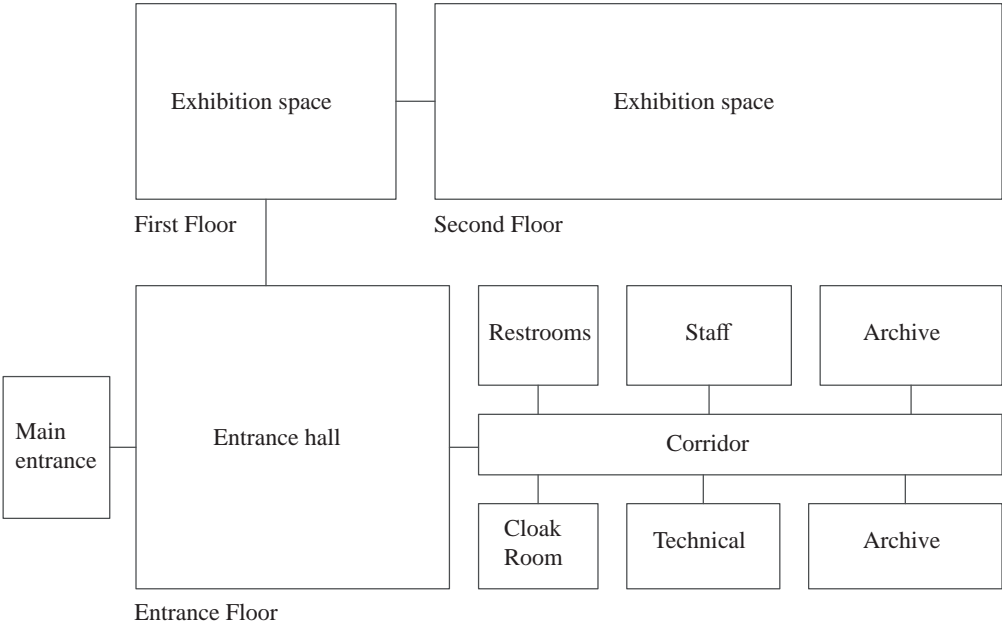 Exhibition space
Exhibition space
First Floor
Second Floor
Restrooms
Staff
Archive
Main
entrance
Entrance hall
Corridor
Cloak
Room
Technical
Archive
Entrance Floor